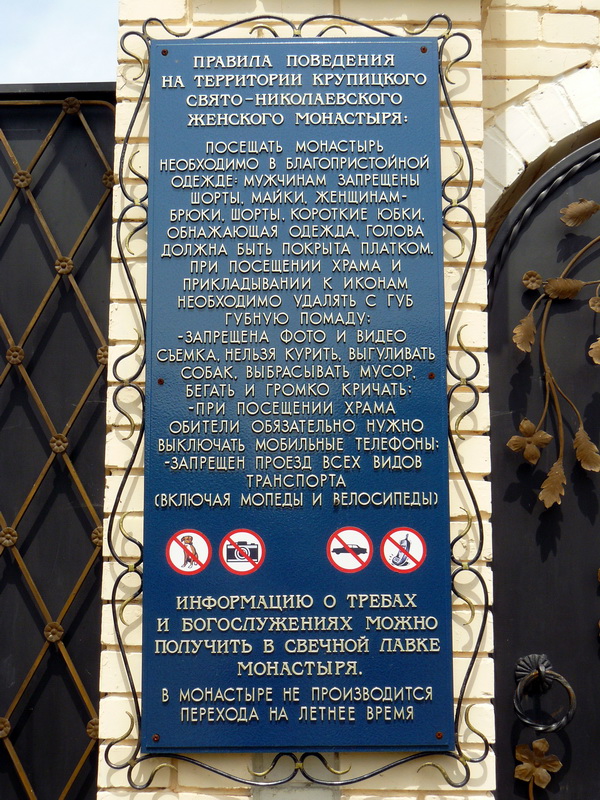 ПРАВИЛА ПОВЕДЕНИЯ
НА ТЕРРИТОРИИ КРУПИЦКОГО
СВЯТО-НИКОЛАЕВСКОГО
ЖЕНСКОГО МОНАСТЫРЯ:
ПОСЕЩАТЬ МОНАСТЫРЬ
НЕОБХОДИМО В БЛАГОПРИСТОЙНОЙ
ОДЕЖДЕ: МУЖЧИНАМ ЗАПРЕЩЕНЫ
ШОРТЫ, МАЙКИ, ЖЕНЩИНАМ-
БРЮКИ, ШОРТЫ, КОРОТКИЕ ЮБКИ,
ОБНАЖАЮЩАЯ ОДЕЖДА, ГОЛОВА
ДОЛЖНА БЫТЬ ПОКРЫТА ПЛАТКОМ.
ПРИ ПОСЕЩЕНИИ ХРАМА И
ПРИКЛАДЫВАНИИ К ИКОНАМ
НЕОБХОДИМО УДАЛЯТЬ С ГУБ
ГУБНУЮ ПОМАДУ;
-ЗАПРЕЩЕНА ФОТО И ВИДЕО
СЪЕМКА, НЕЛЬЗЯ КУРИТЬ, ВЫГУЛИВАТЬ
СОБАК, ВЫБРАСЫВАТЬ МУСОР,
БЕГАТЬ И ГРОМКО КРИЧАТЬ;
-ПРИ ПОСЕЩЕНИИ ХРАМА
ОБИТЕЛИ ОБЯЗАТЕЛЬНО НУЖНО
ВЫКЛЮЧАТЬ МОБИЛЬНЫЕ ТЕЛЕФОНЫ;
-ЗАПРЕЩЕН ПРОЕЗД ВСЕХ ВИДОВ
ТРАНСПОРТА
(ВКЛЮЧАЯ МОПЕДЫ И ВЕЛОСИПЕДЫ)
ИНФОРМАЦИЮ О ТРЕБАХ
И БОГОСЛУЖЕНИЯХ МОЖНО
ПОЛУЧИТЬ В СВЕЧНОЙ ЛАВКЕ
МОНАСТЫРЯ.
В МОНАСТЫРЕ НЕ ПРОИЗВОДИТСЯ
ПЕРЕХОДА НА ЛЕТНЕЕ ВРЕМЯ